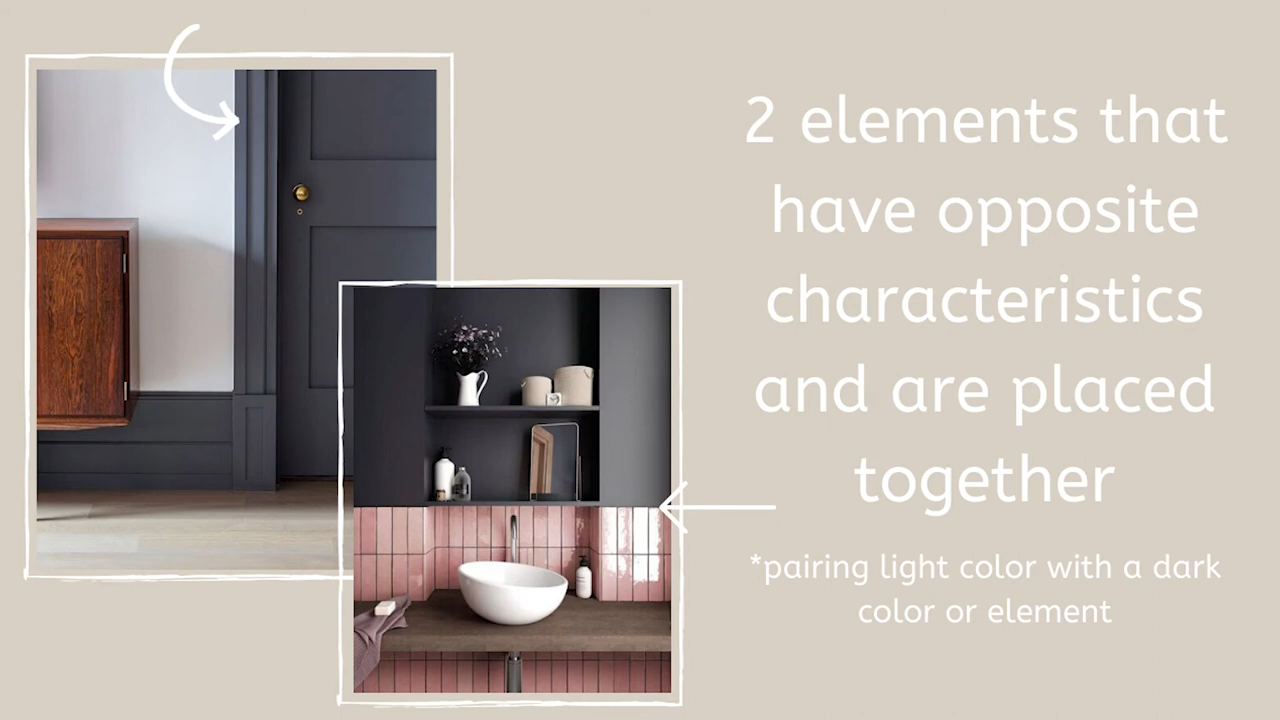 2 elements that
have opposite
characteristics
and are placed
together
*pairing light color with a dark
color or element